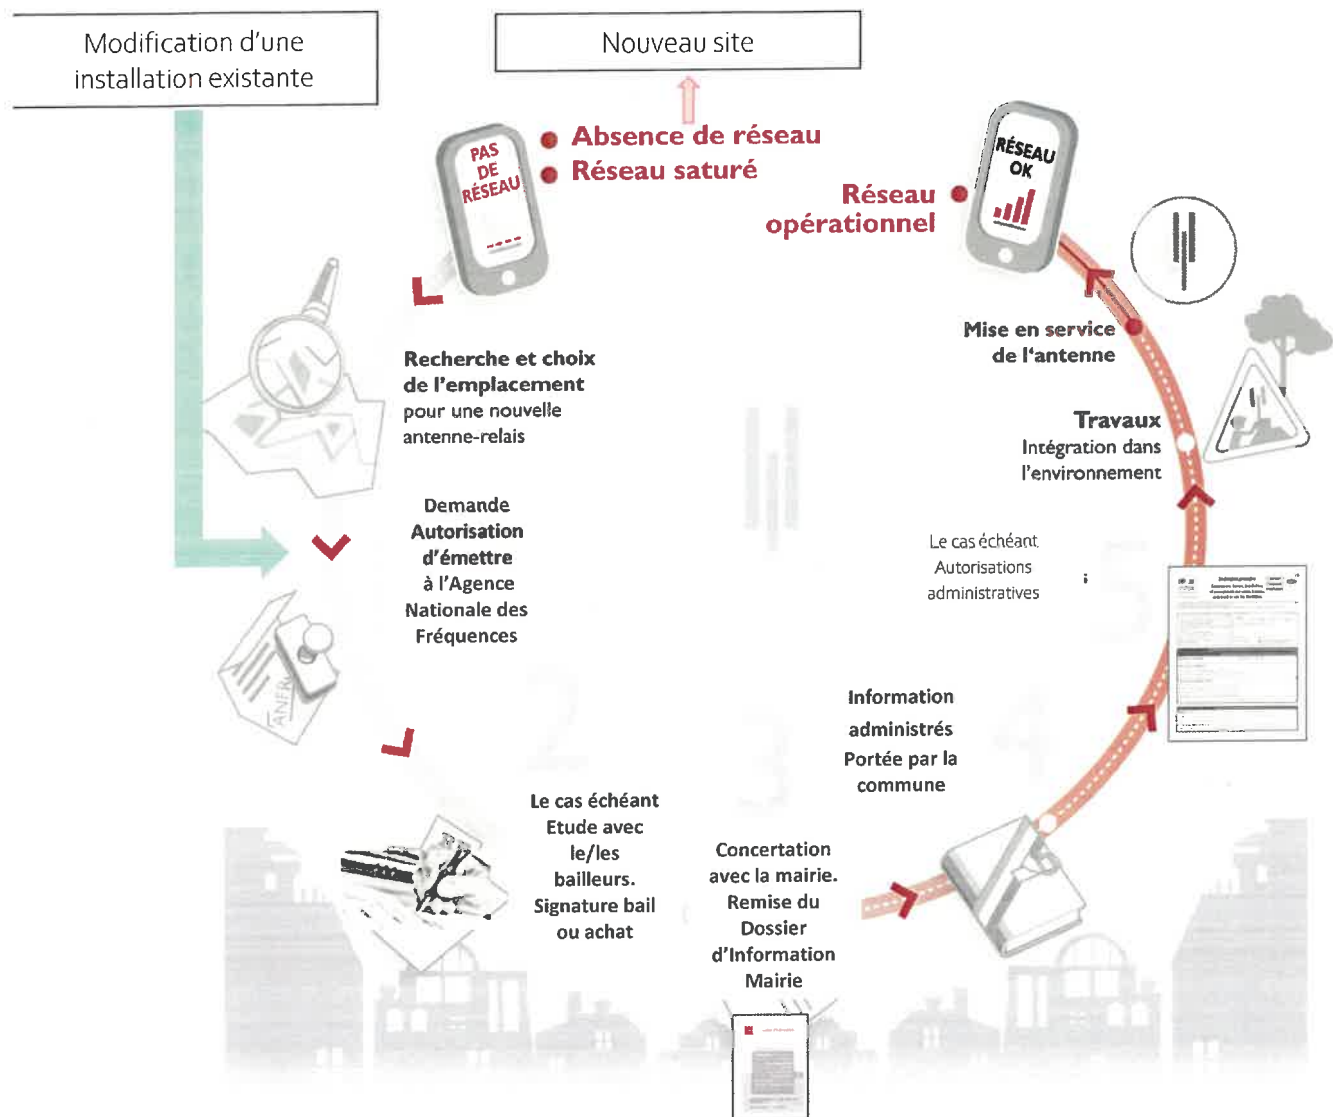 Modification d'une
installation existante
Nouveau site
Absence de réseau
Réseau saturé
PAS
DE
RÉSEAU
RÉSEAU
OK
Réseau
opérationnel
Mise en service
de l'antenne
Recherche et choix
de l'emplacement
pour une nouvelle
antenne-relais
Travaux
Intégration dans
l'environnement
Demande
Autorisation
d'émettre
à l'Agence
Nationale des
Fréquences
ANFR
Le cas échéant
Autorisations
administratives
5
Information
administrés
Portée par la
commune
4
2
3
Le cas échéant
Etude avec
le/les
bailleurs.
Signature bail
ou achat
Concertation
avec la mairie.
Remise du
Dossier
d'Information
Mairie